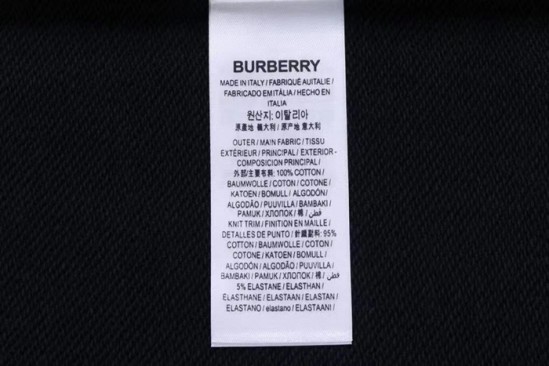 BURBERRY
MADE IN ITALY / FABRIQUÉ AUITALIE /
FABRICADO EM ITÁLIA / HECHO EN
ITALIA
원산지: 이탈리아
原產地 義大利 / 原产地 意大利
OUTER / MAIN FABRIC / TISSU
EXTÉRIEUR / PRINCIPAL / EXTERIOR -
COMPOSICION PRINCIPAL /
外部/主要布料: 100% COTTON /
BAUMWOLLE / COTON / COTONE /
KATOEN / BOMULL / ALGODÓN /
ALGODÃO / PUUVILLA / BAMBAKI /
PAMUK / ХЛОПОК / 棉 / قطن /
KNIT TRIM / FINITION EN MAILLE /
DETALLES DE PUNTO / 針織配料: 95%
COTTON / BAUMWOLLE / COTON /
COTONE / KATOEN / BOMULL /
ALGODÓN / ALGODÃO / PUUVILLA /
BAMBAKI / PAMUK / ХЛОПОК / 棉 / قطن /
5% ELASTANE / ELASTHAN /
ELASTHANE / ELASTAAN / ELASTAN /
ELASTANO / elastano / ELASTAANI /